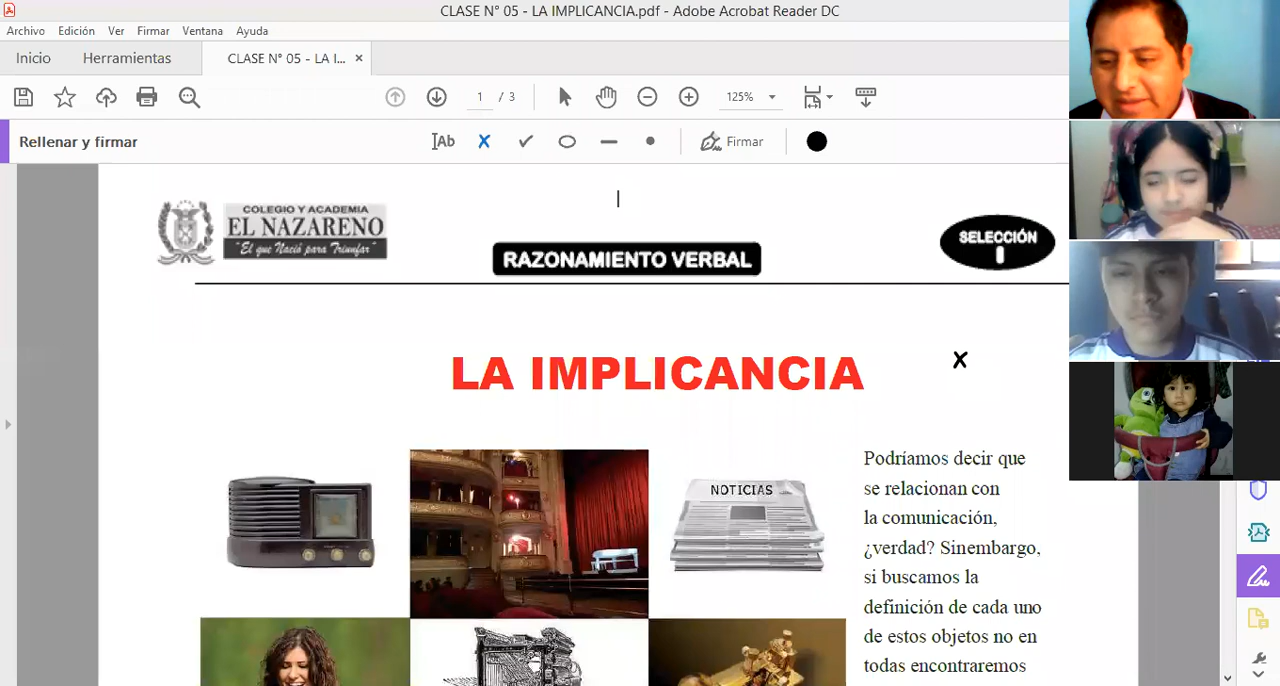 CLASE N° 05 - LA IMPLICANCIA.pdf - Adobe Acrobat Reader DC
Archivo Edición Ver Firmar Ventana Ayuda
Inicio Herramientas CLASE N° 05 - LA I... ×
1 / 3 125%
Rellenar y firmar Ab Firmar
COLEGIO Y ACADEMIA
EL NAZARENO
"El que Nació para Triunfar"
RAZONAMIENTO VERBAL
SELECCIÓN
I
LA IMPLICANCIA
NOTICIAS
Podríamos decir que
se relacionan con
la comunicación,
¿verdad? Sinembargo,
si buscamos la
definición de cada uno
de estos objetos no en
todas encontraremos